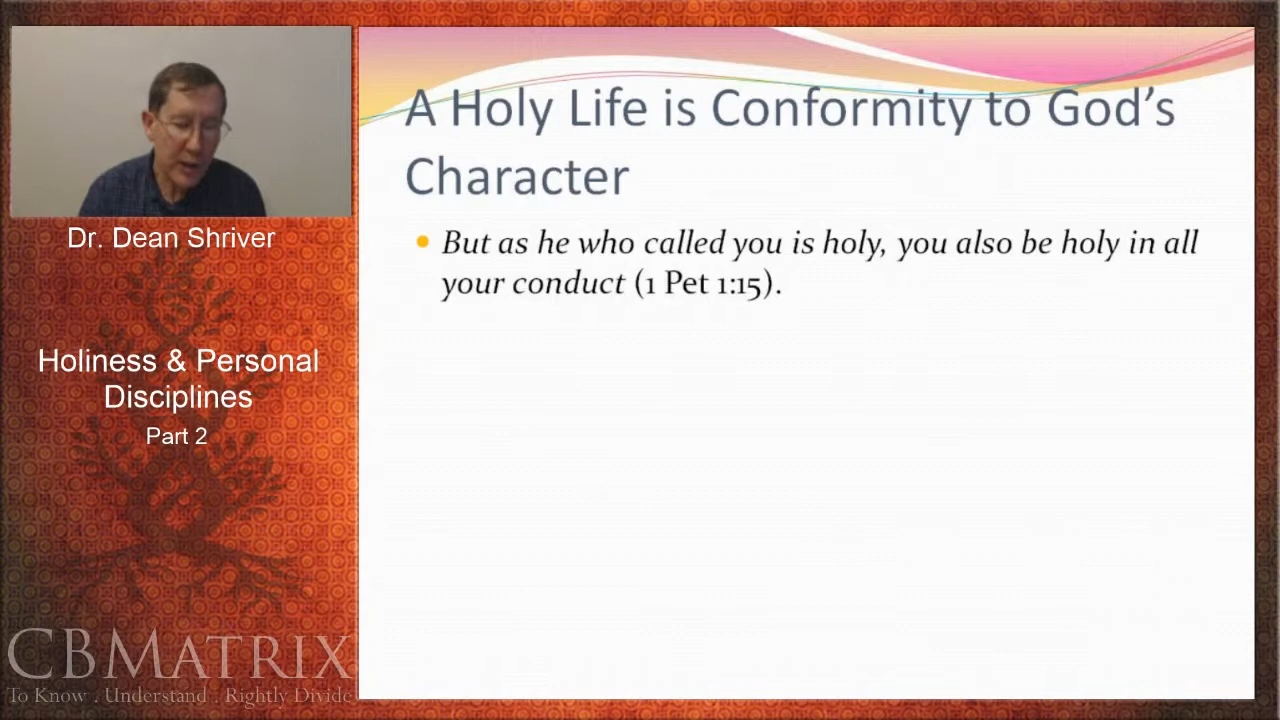 Dr. Dean Shriver
Holiness & Personal
Disciplines
Part 2
CBMATRIX
To Know . Understand . Rightly Divide
A Holy Life is Conformity to God's
Character
• But as he who called you is holy, you also be holy in all
your conduct (1 Pet 1:15).